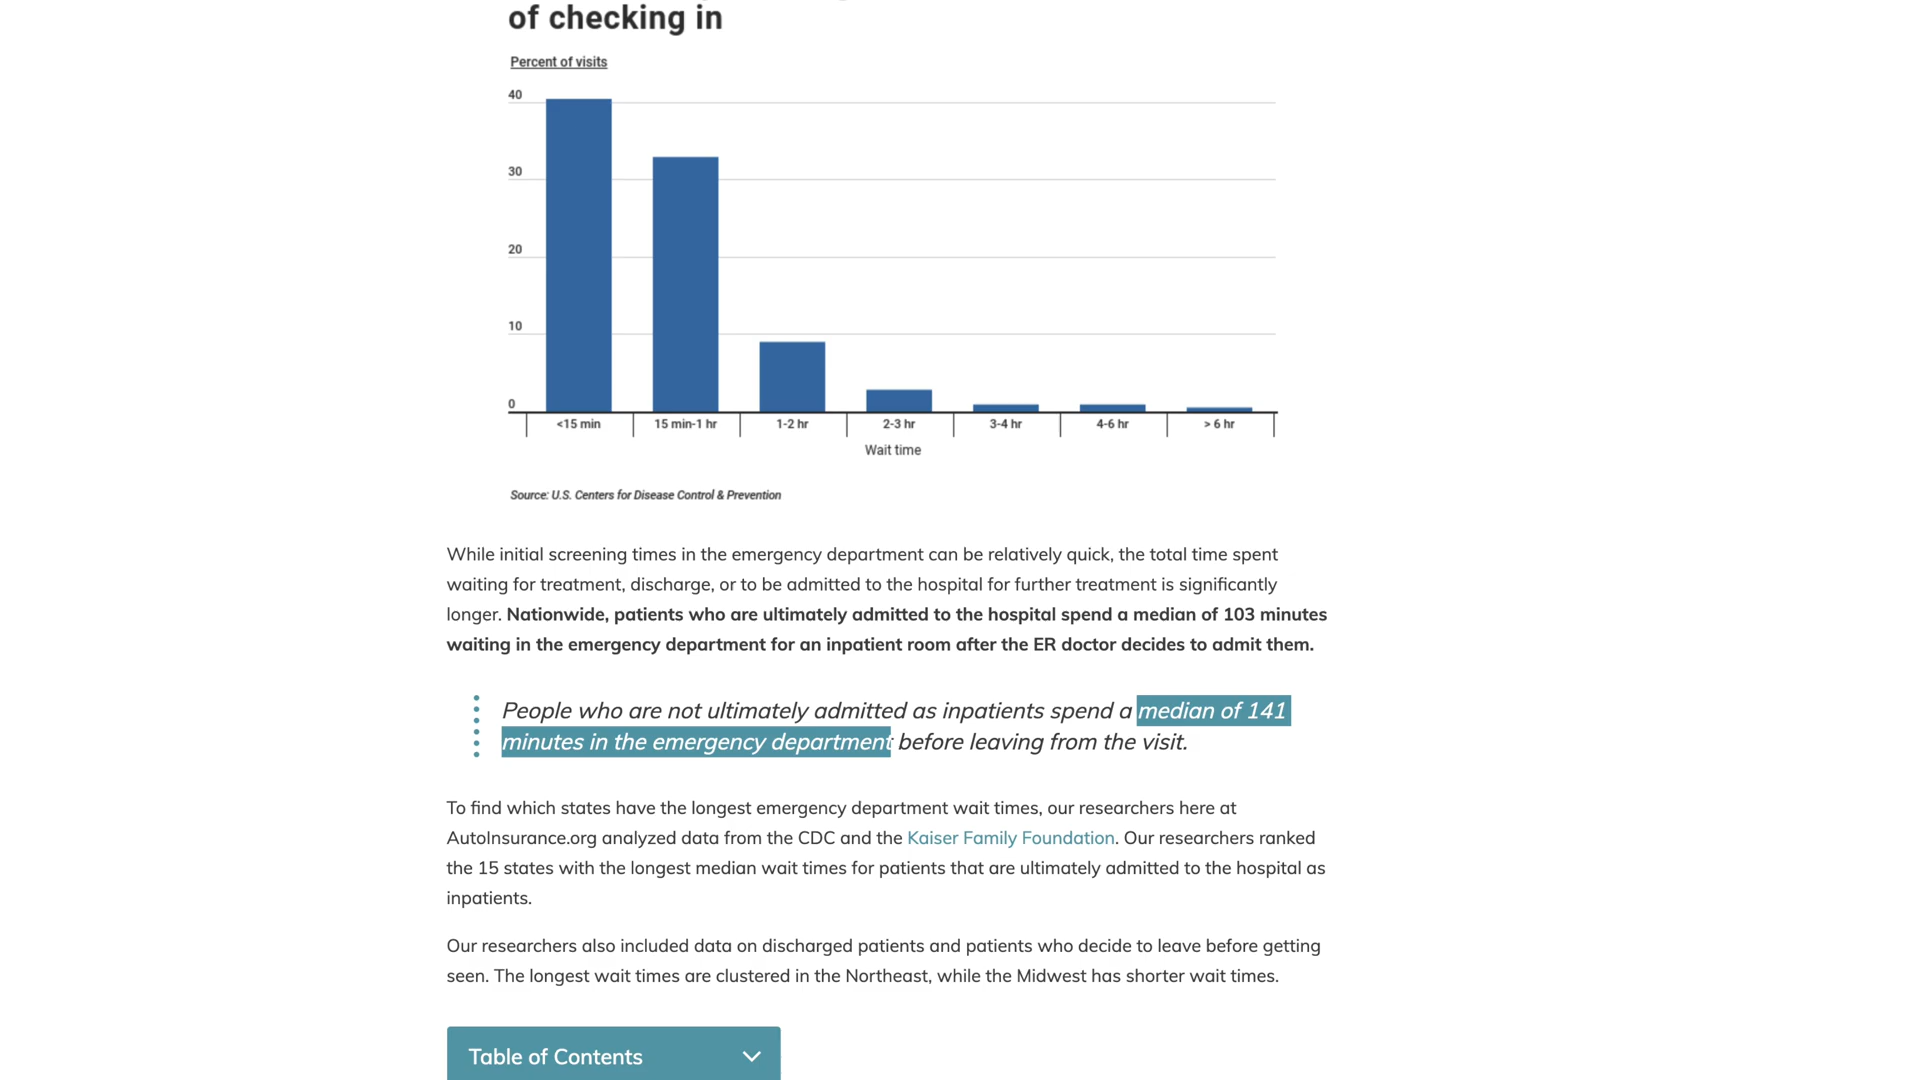 of checking in
Percent of visits
40
30
20
10
0
<15 min 15 min-1 hr 1-2 hr 2-3 hr 3-4 hr 4-6 hr > 6 hr
Wait time
Source: U.S. Centers for Disease Control & Prevention
While initial screening times in the emergency department can be relatively quick, the total time spent
waiting for treatment, discharge, or to be admitted to the hospital for further treatment is significantly
longer. Nationwide, patients who are ultimately admitted to the hospital spend a median of 103 minutes
waiting in the emergency department for an inpatient room after the ER doctor decides to admit them.
People who are not ultimately admitted as inpatients spend a median of 141
minutes in the emergency department before leaving from the visit.
To find which states have the longest emergency department wait times, our researchers here at
AutoInsurance.org analyzed data from the CDC and the Kaiser Family Foundation. Our researchers ranked
the 15 states with the longest median wait times for patients that are ultimately admitted to the hospital as
inpatients.
Our researchers also included data on discharged patients and patients who decide to leave before getting
seen. The longest wait times are clustered in the Northeast, while the Midwest has shorter wait times.
Table of Contents